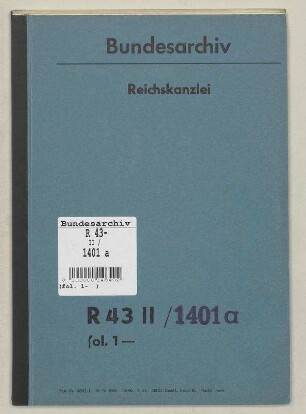 Bundesarchiv
Reichskanzlei
Bundesarchiv
R 43-
II /
1401 a
(fol. 1- )
R 43 II /1401 a
fol. 1—